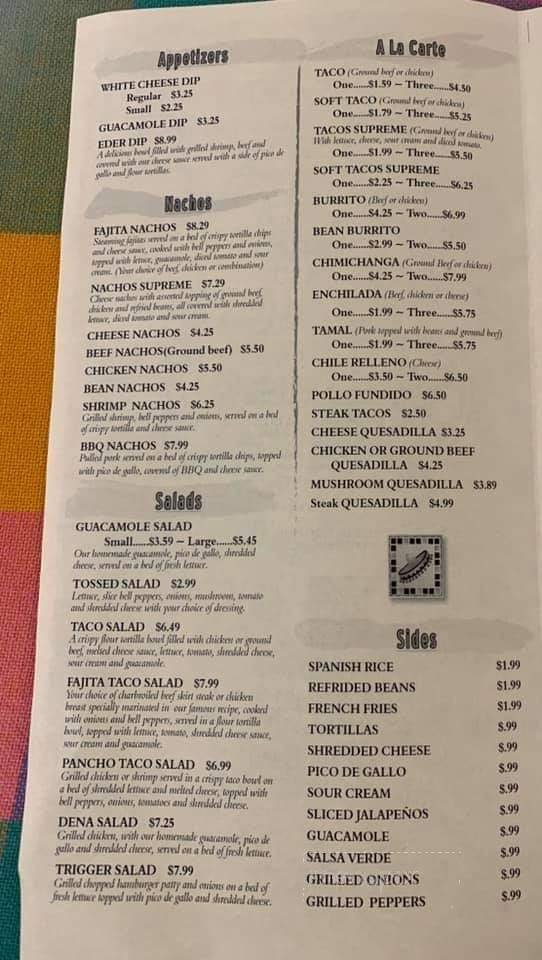 Appetizers
WHITE CHEESE DIP
Regular $3.25
Small $2.25
GUACAMOLE DIP $3.25
EDER DIP $8.99
A delicious bowl filled with grilled shrimp, beef and
covered with our cheese sauce served with a side of pico de
gallo and flour tortillas.
Nachos
FAJITA NACHOS $8.29
Steaming fajitas served on a bed of crispy tortilla chips
and cheese sauce, cooked with bell peppers and onions,
topped with lettuce, guacamole, diced tomato and sour
cream. (Your choice of beef, chicken or combination)
NACHOS SUPREME $7.29
Cheese nachos with assorted topping of ground beef,
chicken and refried beans, all covered with shredded
lettuce, diced tomato and sour cream.
CHEESE NACHOS $4.25
BEEF NACHOS(Ground beef) $5.50
CHICKEN NACHOS $5.50
BEAN NACHOS $4.25
SHRIMP NACHOS $6.25
Grilled shrimp, bell peppers and onions, served on a bed
of crispy tortilla and cheese sauce.
BBQ NACHOS $7.99
Pulled pork served on a bed of crispy tortilla chips, topped
with pico de gallo, covered of BBQ and cheese sauce.
Salads
GUACAMOLE SALAD
Small......$3.59 ~ Large......$5.45
Our homemade guacamole, pico de gallo, shredded
cheese, served on a bed of fresh lettuce.
TOSSED SALAD $2.99
Lettuce, slice bell peppers, onions, mushroom, tomato
and shredded cheese with your choice of dressing.
TACO SALAD $6.49
A crispy flour tortilla bowl filled with chicken or ground
beef, melted cheese sauce, lettuce, tomato, shredded cheese,
sour cream and guacamole.
FAJITA TACO SALAD $7.99
Your choice of charbroiled beef skirt steak or chicken
breast specially marinated in our famous recipe, cooked
with onions and bell peppers, served in a flour tortilla
bowl, topped with lettuce, tomato, shredded cheese sauce,
sour cream and guacamole.
PANCHO TACO SALAD $6.99
Grilled chicken or shrimp served in a crispy taco bowl on
a bed of shredded lettuce and melted cheese, topped with
bell peppers, onions, tomatoes and shredded cheese.
DENA SALAD $7.25
Grilled chicken, with our homemade guacamole, pico de
gallo and shredded cheese, served on a bed of fresh lettuce.
TRIGGER SALAD $7.99
Grilled chopped hamburger patty and onions on a bed of
fresh lettuce topped with pico de gallo and shredded cheese.
A La Carte
TACO (Ground beef or chicken)
One......$1.59 ~ Three......$4.50
SOFT TACO (Ground beef or chicken)
One......$1.79 ~ Three......$5.25
TACOS SUPREME (Ground beef or chicken)
With lettuce, cheese, sour cream and diced tomato.
One......$1.99 ~ Three......$5.50
SOFT TACOS SUPREME
One......$2.25 ~ Three......$6.25
BURRITO (Beef or chicken)
One......$4.25 ~ Two......$6.99
BEAN BURRITO
One......$2.99 ~ Two......$5.50
CHIMICHANGA (Ground Beef or chicken)
One......$4.25 ~ Two......$7.99
ENCHILADA (Beef, chicken or cheese)
One......$1.99 ~ Three......$5.75
TAMAL (Pork topped with beans and ground beef)
One......$1.99 ~ Three......$5.75
CHILE RELLENO (Cheese)
One......$3.50 ~ Two......$6.50
POLLO FUNDIDO $6.50
STEAK TACOS $2.50
CHEESE QUESADILLA $3.25
CHICKEN OR GROUND BEEF
QUESADILLA $4.25
MUSHROOM QUESADILLA $3.89
Steak QUESADILLA $4.99
Sides
SPANISH RICE $1.99
REFRIED BEANS $1.99
FRENCH FRIES $1.99
TORTILLAS $.99
SHREDDED CHEESE $.99
PICO DE GALLO $.99
SOUR CREAM $.99
SLICED JALAPEÑOS $.99
GUACAMOLE $.99
SALSA VERDE $.99
GRILLED ONIONS $.99
GRILLED PEPPERS $.99